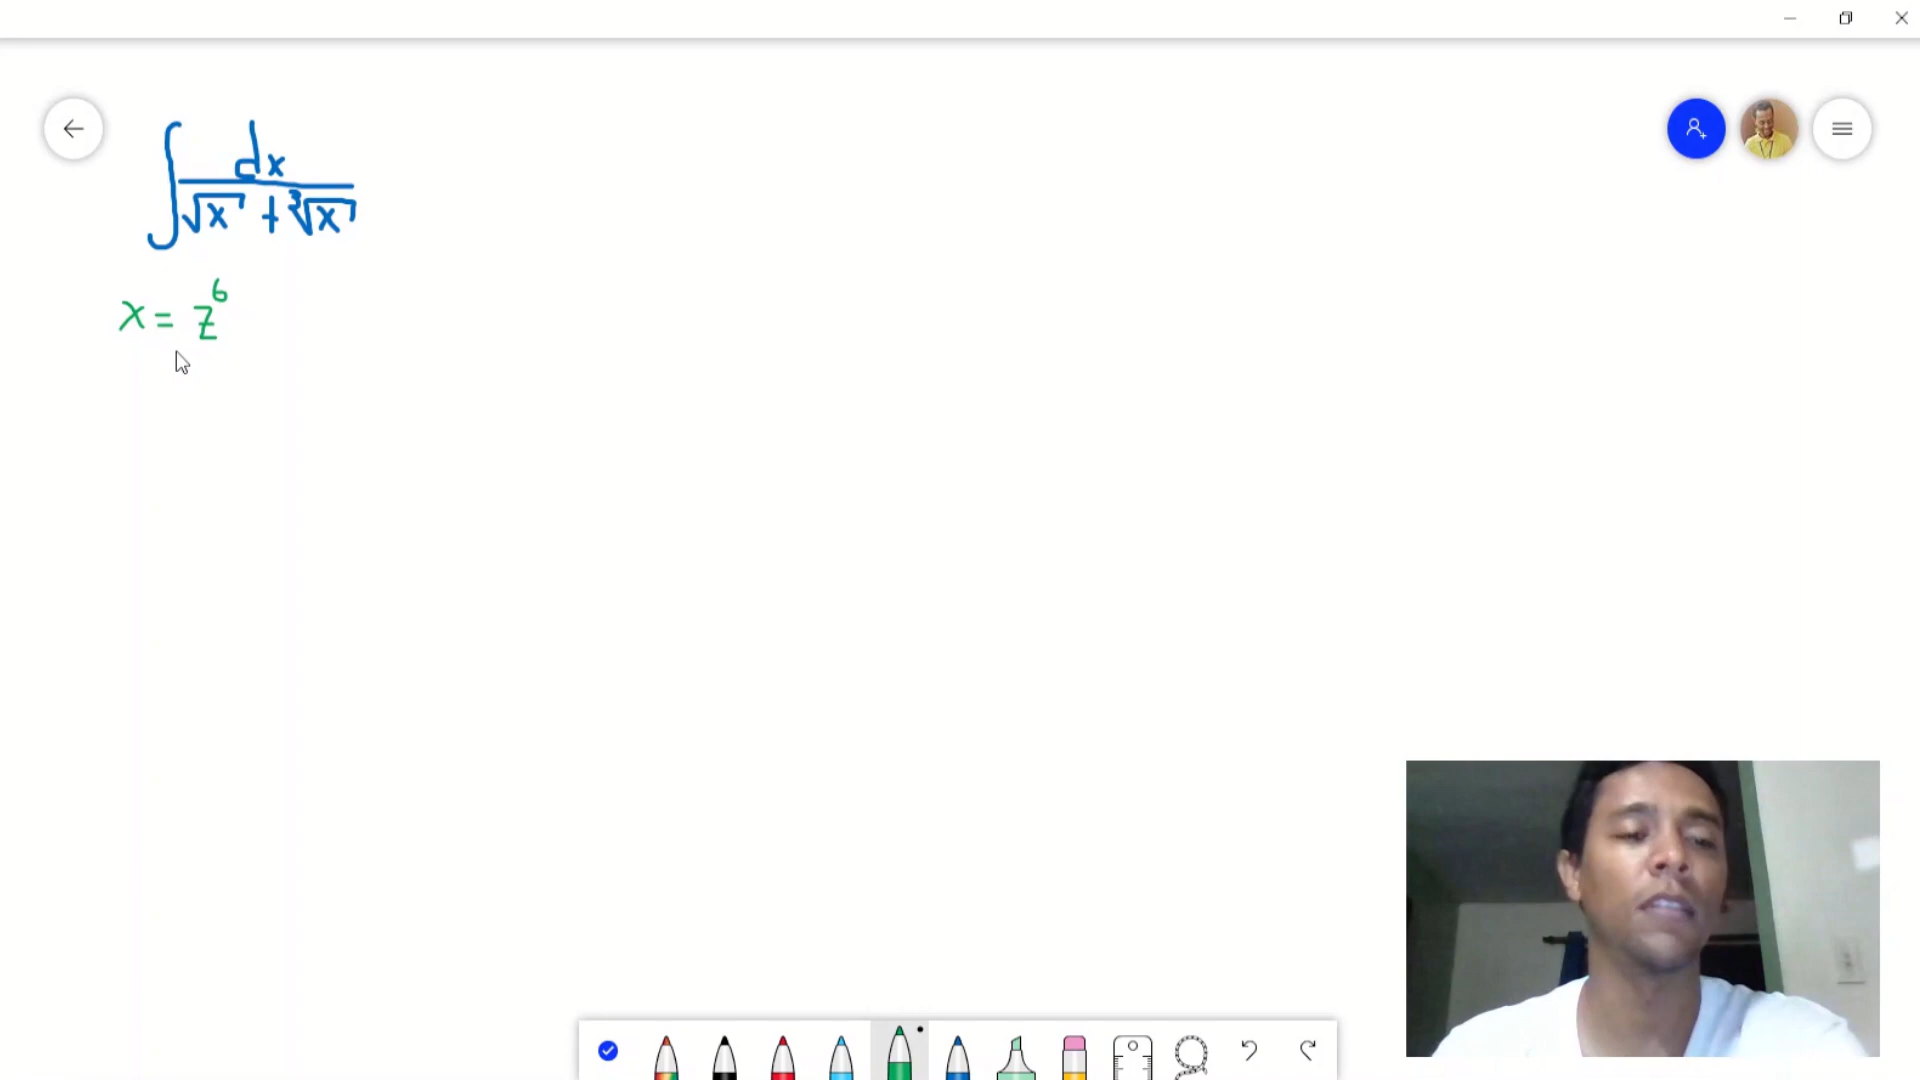 ∫ dx
√x + ∛x
x = z⁶